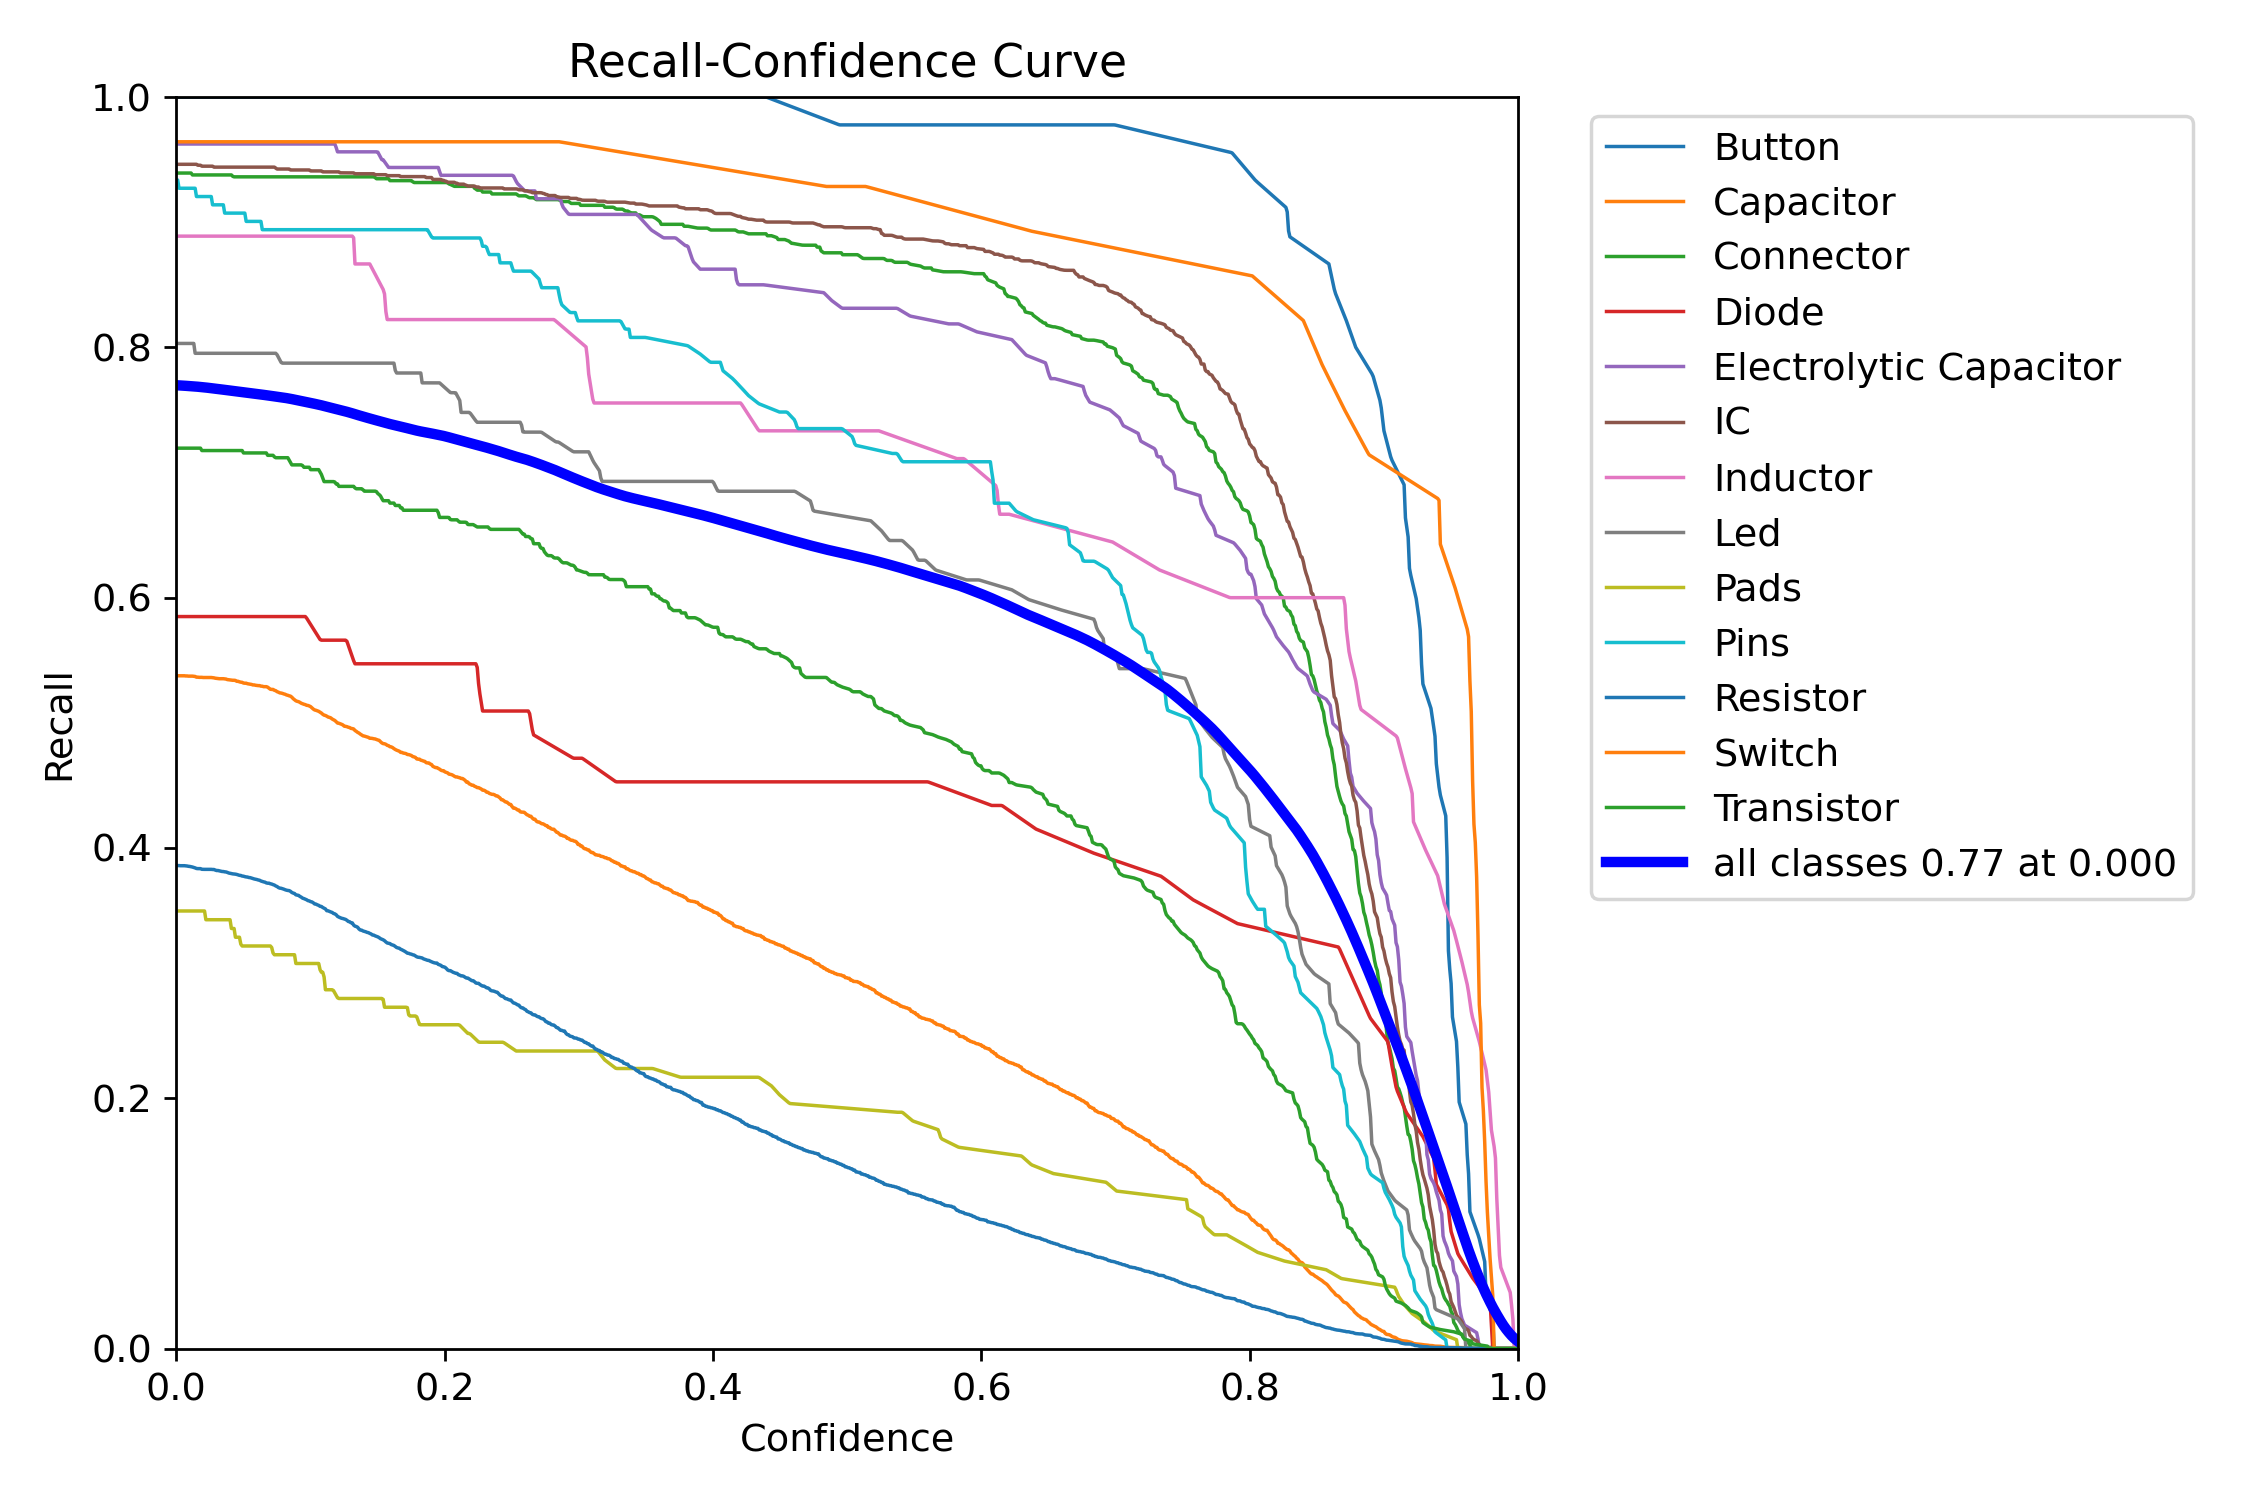 Recall-Confidence Curve
1.0
0.8
0.6
0.4
0.2
0.0
Recall
0.0 0.2 0.4 0.6 0.8 1.0
Confidence
Button
Capacitor
Connector
Diode
Electrolytic Capacitor
IC
Inductor
Led
Pads
Pins
Resistor
Switch
Transistor
all classes 0.77 at 0.000